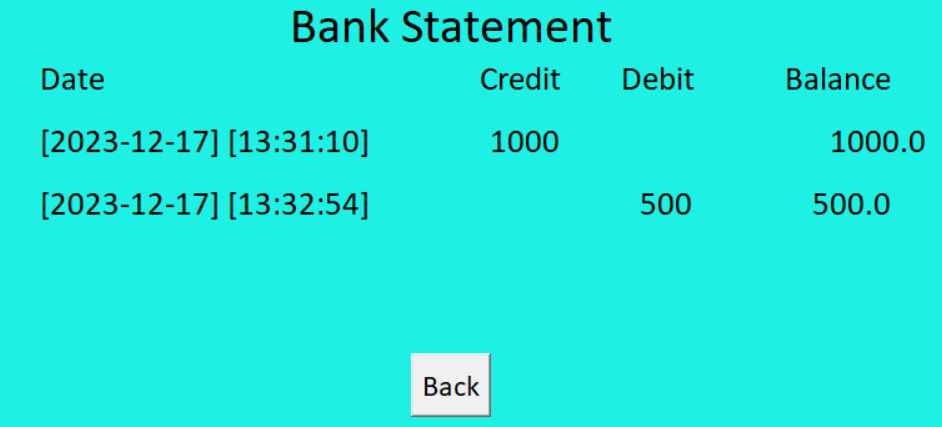 Bank Statement
Date Credit Debit Balance
[2023-12-17] [13:31:10] 1000 1000.0
[2023-12-17] [13:32:54] 500 500.0
Back